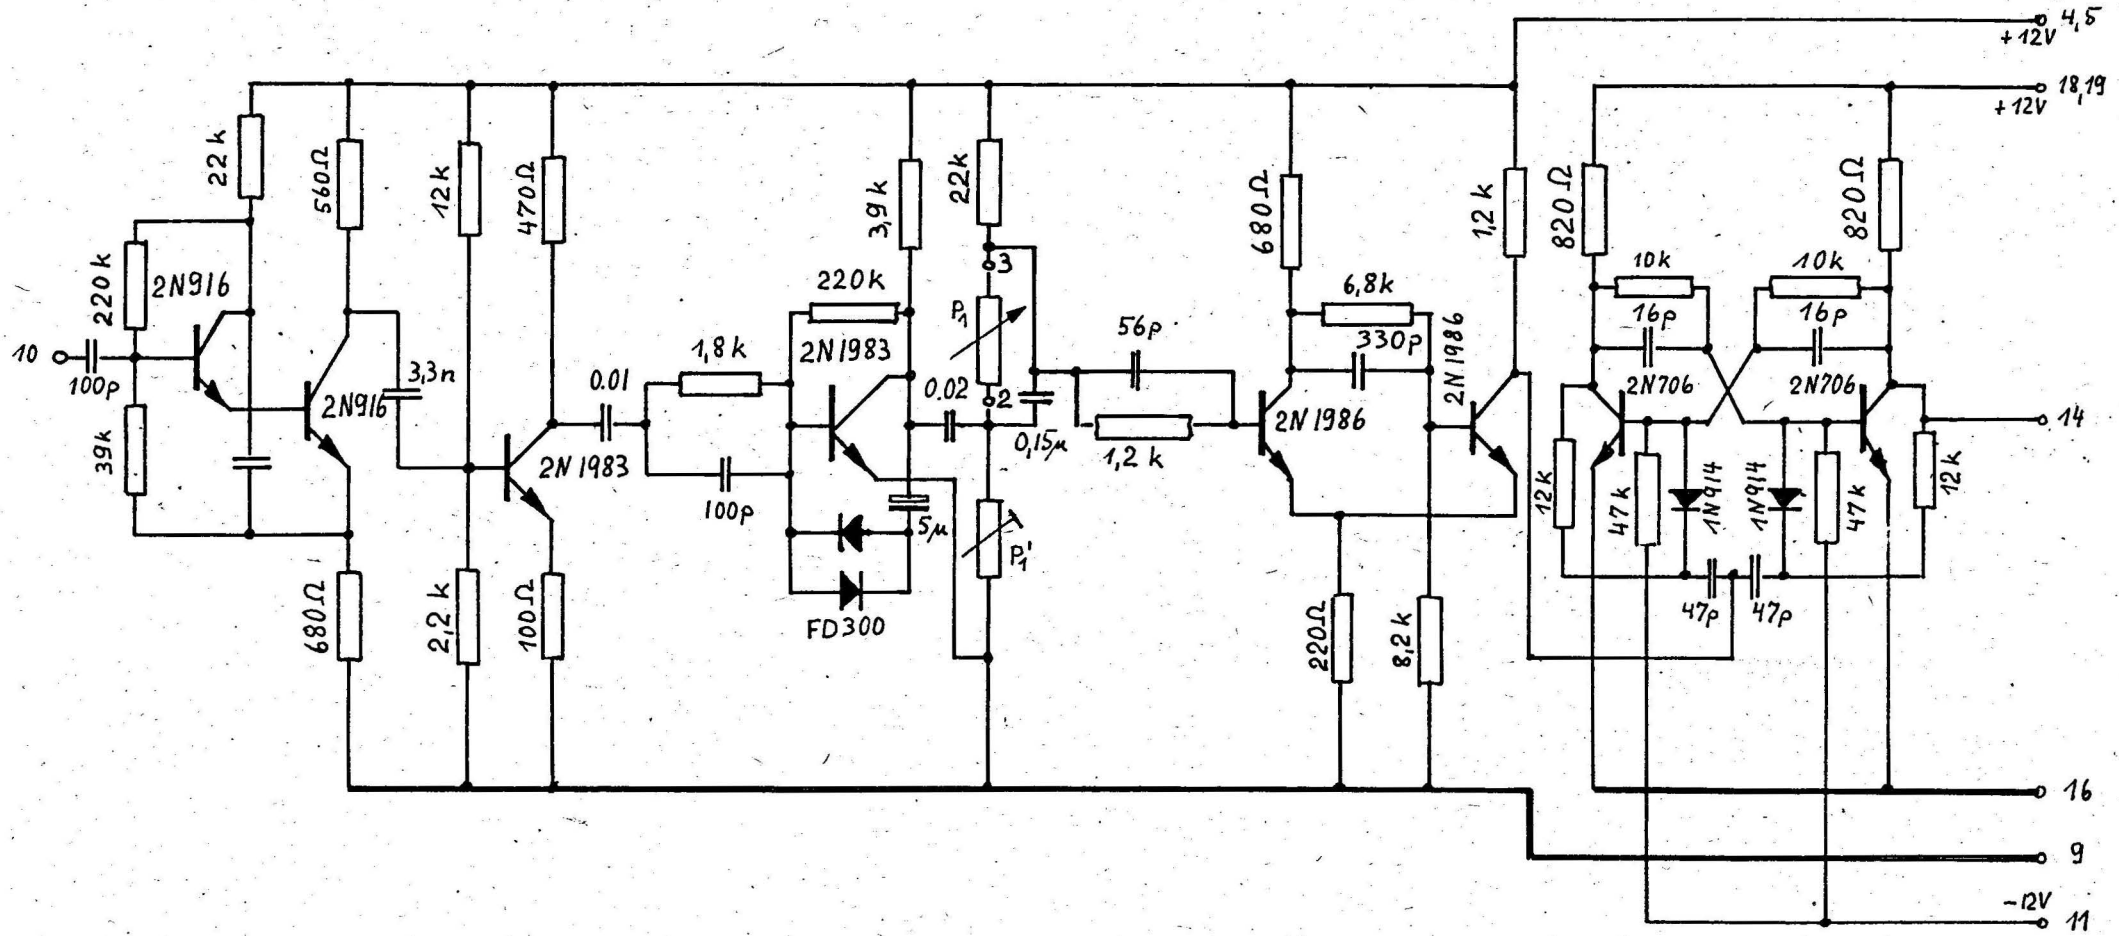 4,5
+12V
18,19
+12V
22k
560Ω
12k
470Ω
3,9k
22k
680Ω
1,2k
820Ω
820Ω
220k
2N916
220k
3
P1
6,8k
10k
10k
16p
16p
10
100p
3,3n
1,8k
2N1983
56p
330p
2N1986
2N706
2N706
0.01
0.02
2
39k
2N916
2N1986
14
2N1983
0,15μ
1,2k
100p
5μ
P1'
12k
47k
1N914
1N914
47k
12k
680Ω
2,2k
100Ω
FD300
220Ω
8,2k
47p
47p
16
9
-12V
11